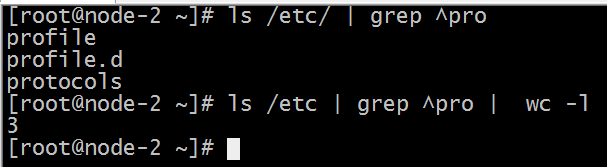 [root@node-2 ~]# ls /etc/ | grep ^pro
profile
profile.d
protocols
[root@node-2 ~]# ls /etc | grep ^pro |  wc -l
3
[root@node-2 ~]#